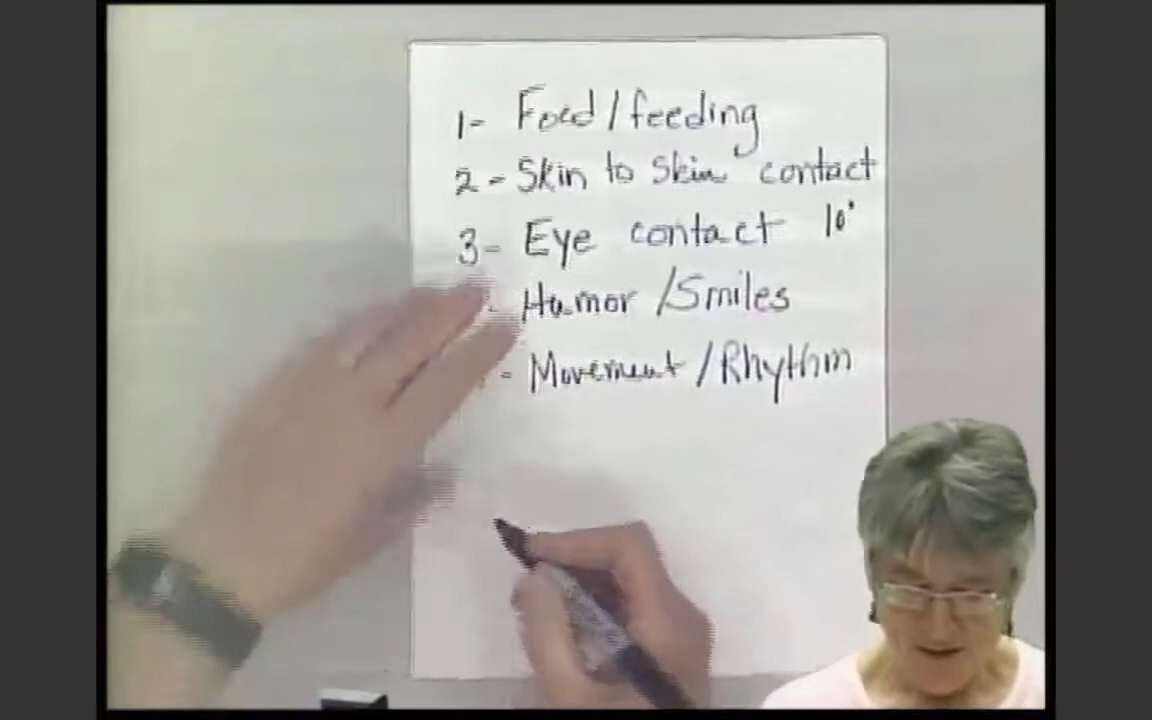 1- Food/feeding
2- Skin to skin contact
3- Eye contact 10"
Humor /Smiles
- Movement /Rhythm